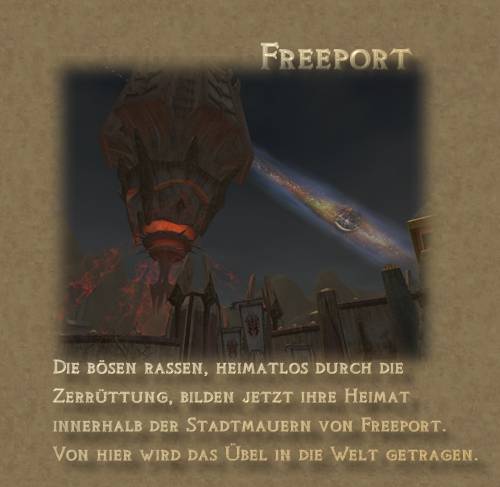 Freeport
Die bösen rassen, heimatlos durch die
Zerrüttung, bilden jetzt ihre Heimat
innerhalb der Stadtmauern von Freeport.
Von hier wird das Übel in die Welt getragen.